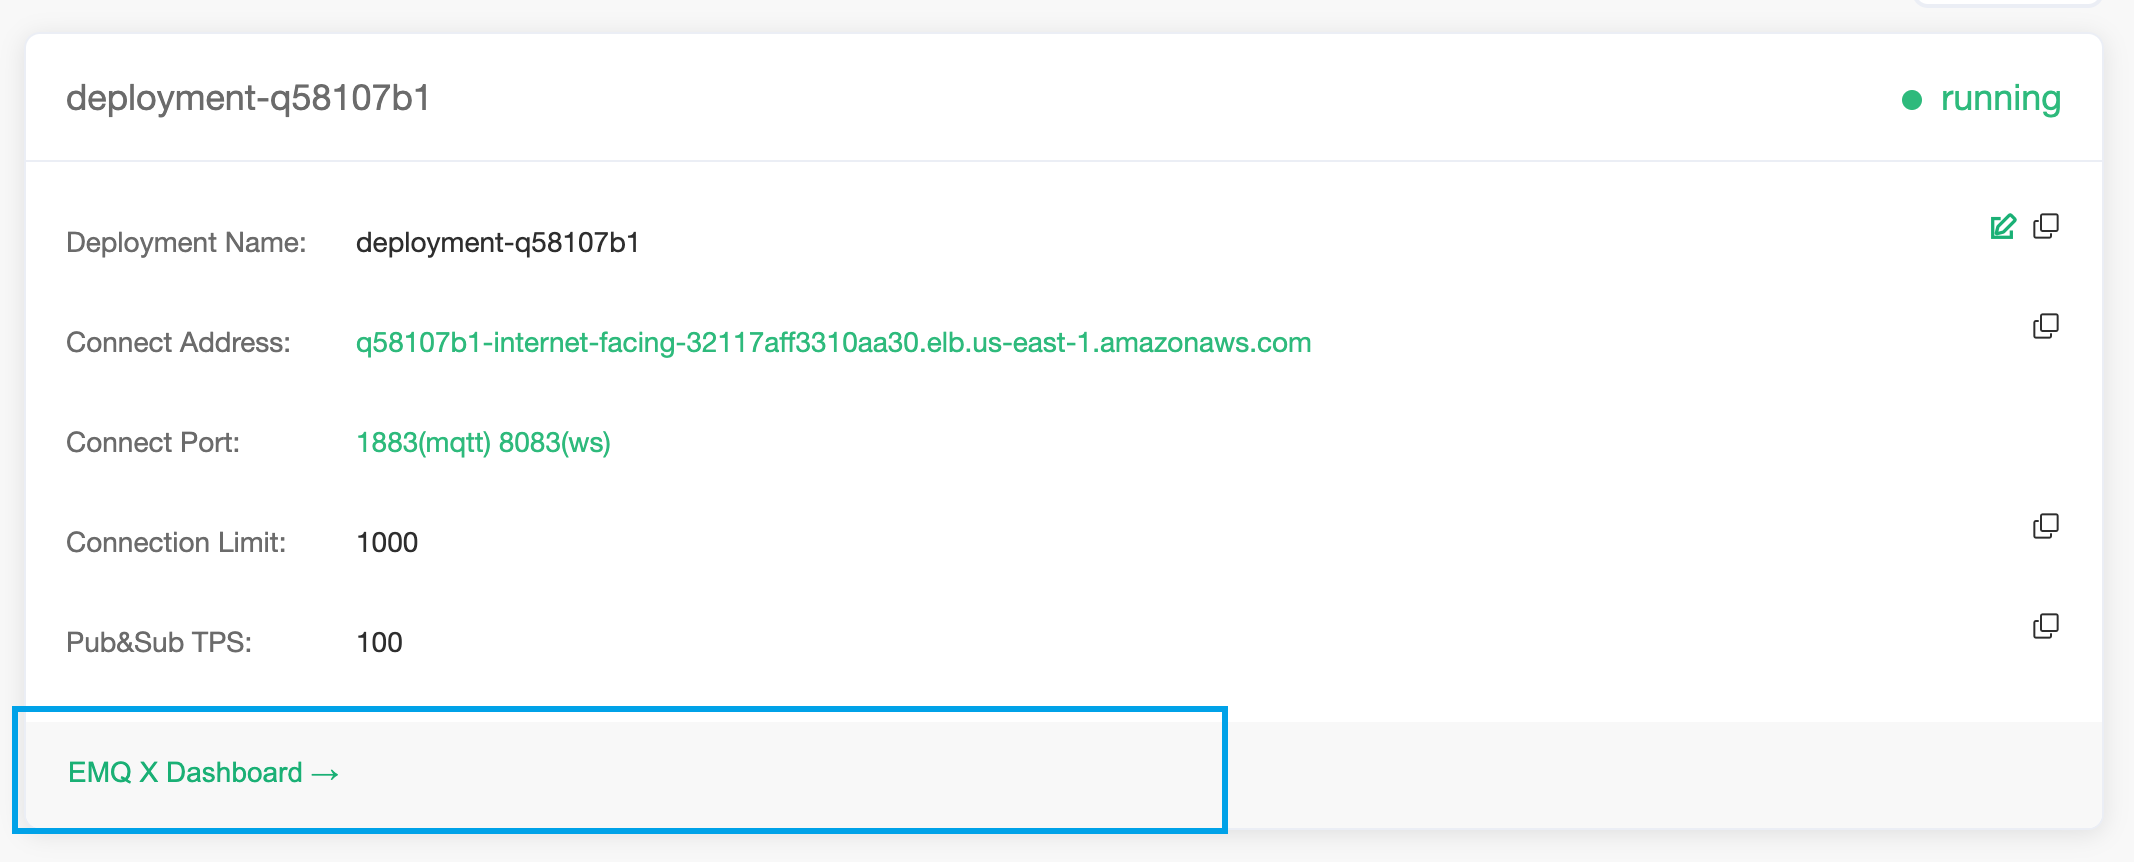 deployment-q58107b1
running
Deployment Name: deployment-q58107b1
Connect Address: q58107b1-internet-facing-32117aff3310aa30.elb.us-east-1.amazonaws.com
Connect Port: 1883(mqtt) 8083(ws)
Connection Limit: 1000
Pub&Sub TPS: 100
EMQ X Dashboard →